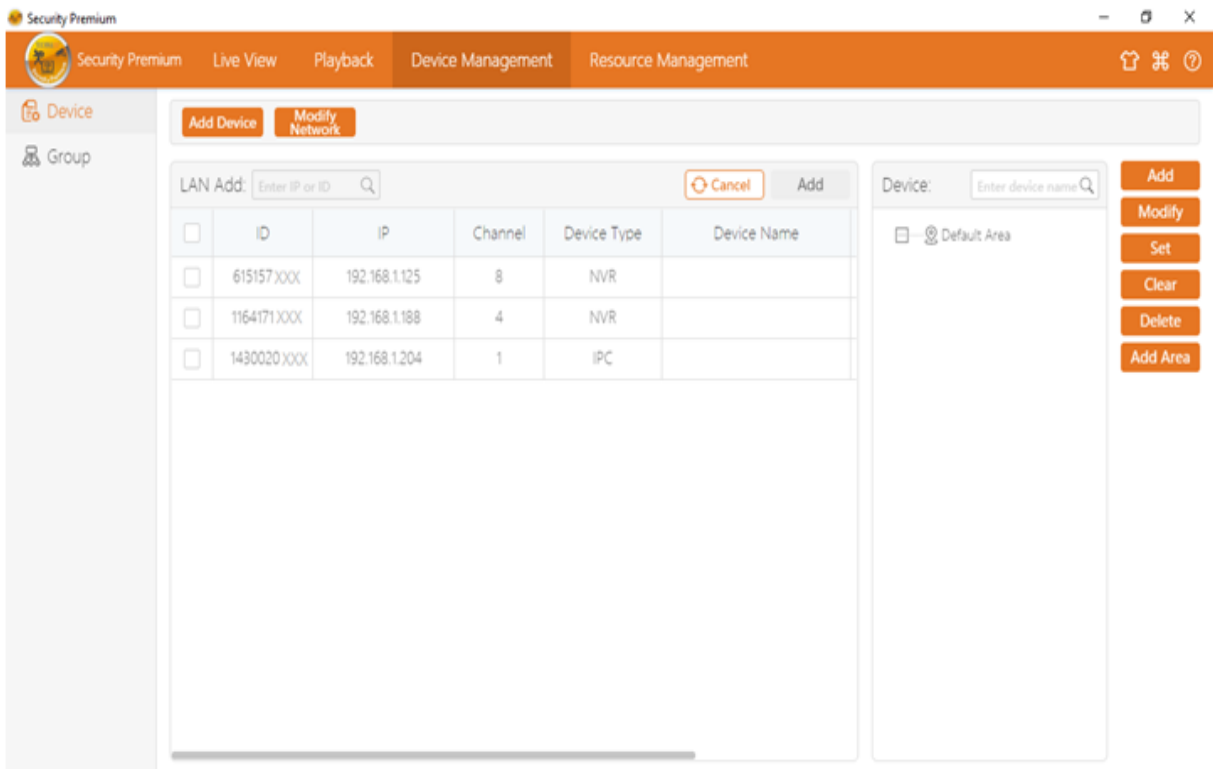 Security Premium
Security Premium Live View Playback Device Management Resource Management
Device
Group
Add Device
Modify
Network
LAN Add: Enter IP or ID Cancel Add
ID IP Channel Device Type Device Name
615157XXX 192.168.1.125 8 NVR
1164171XXX 192.168.1.188 4 NVR
1430020XXX 192.168.1.204 1 IPC
Device: Enter device name
Default Area
Add
Modify
Set
Clear
Delete
Add Area